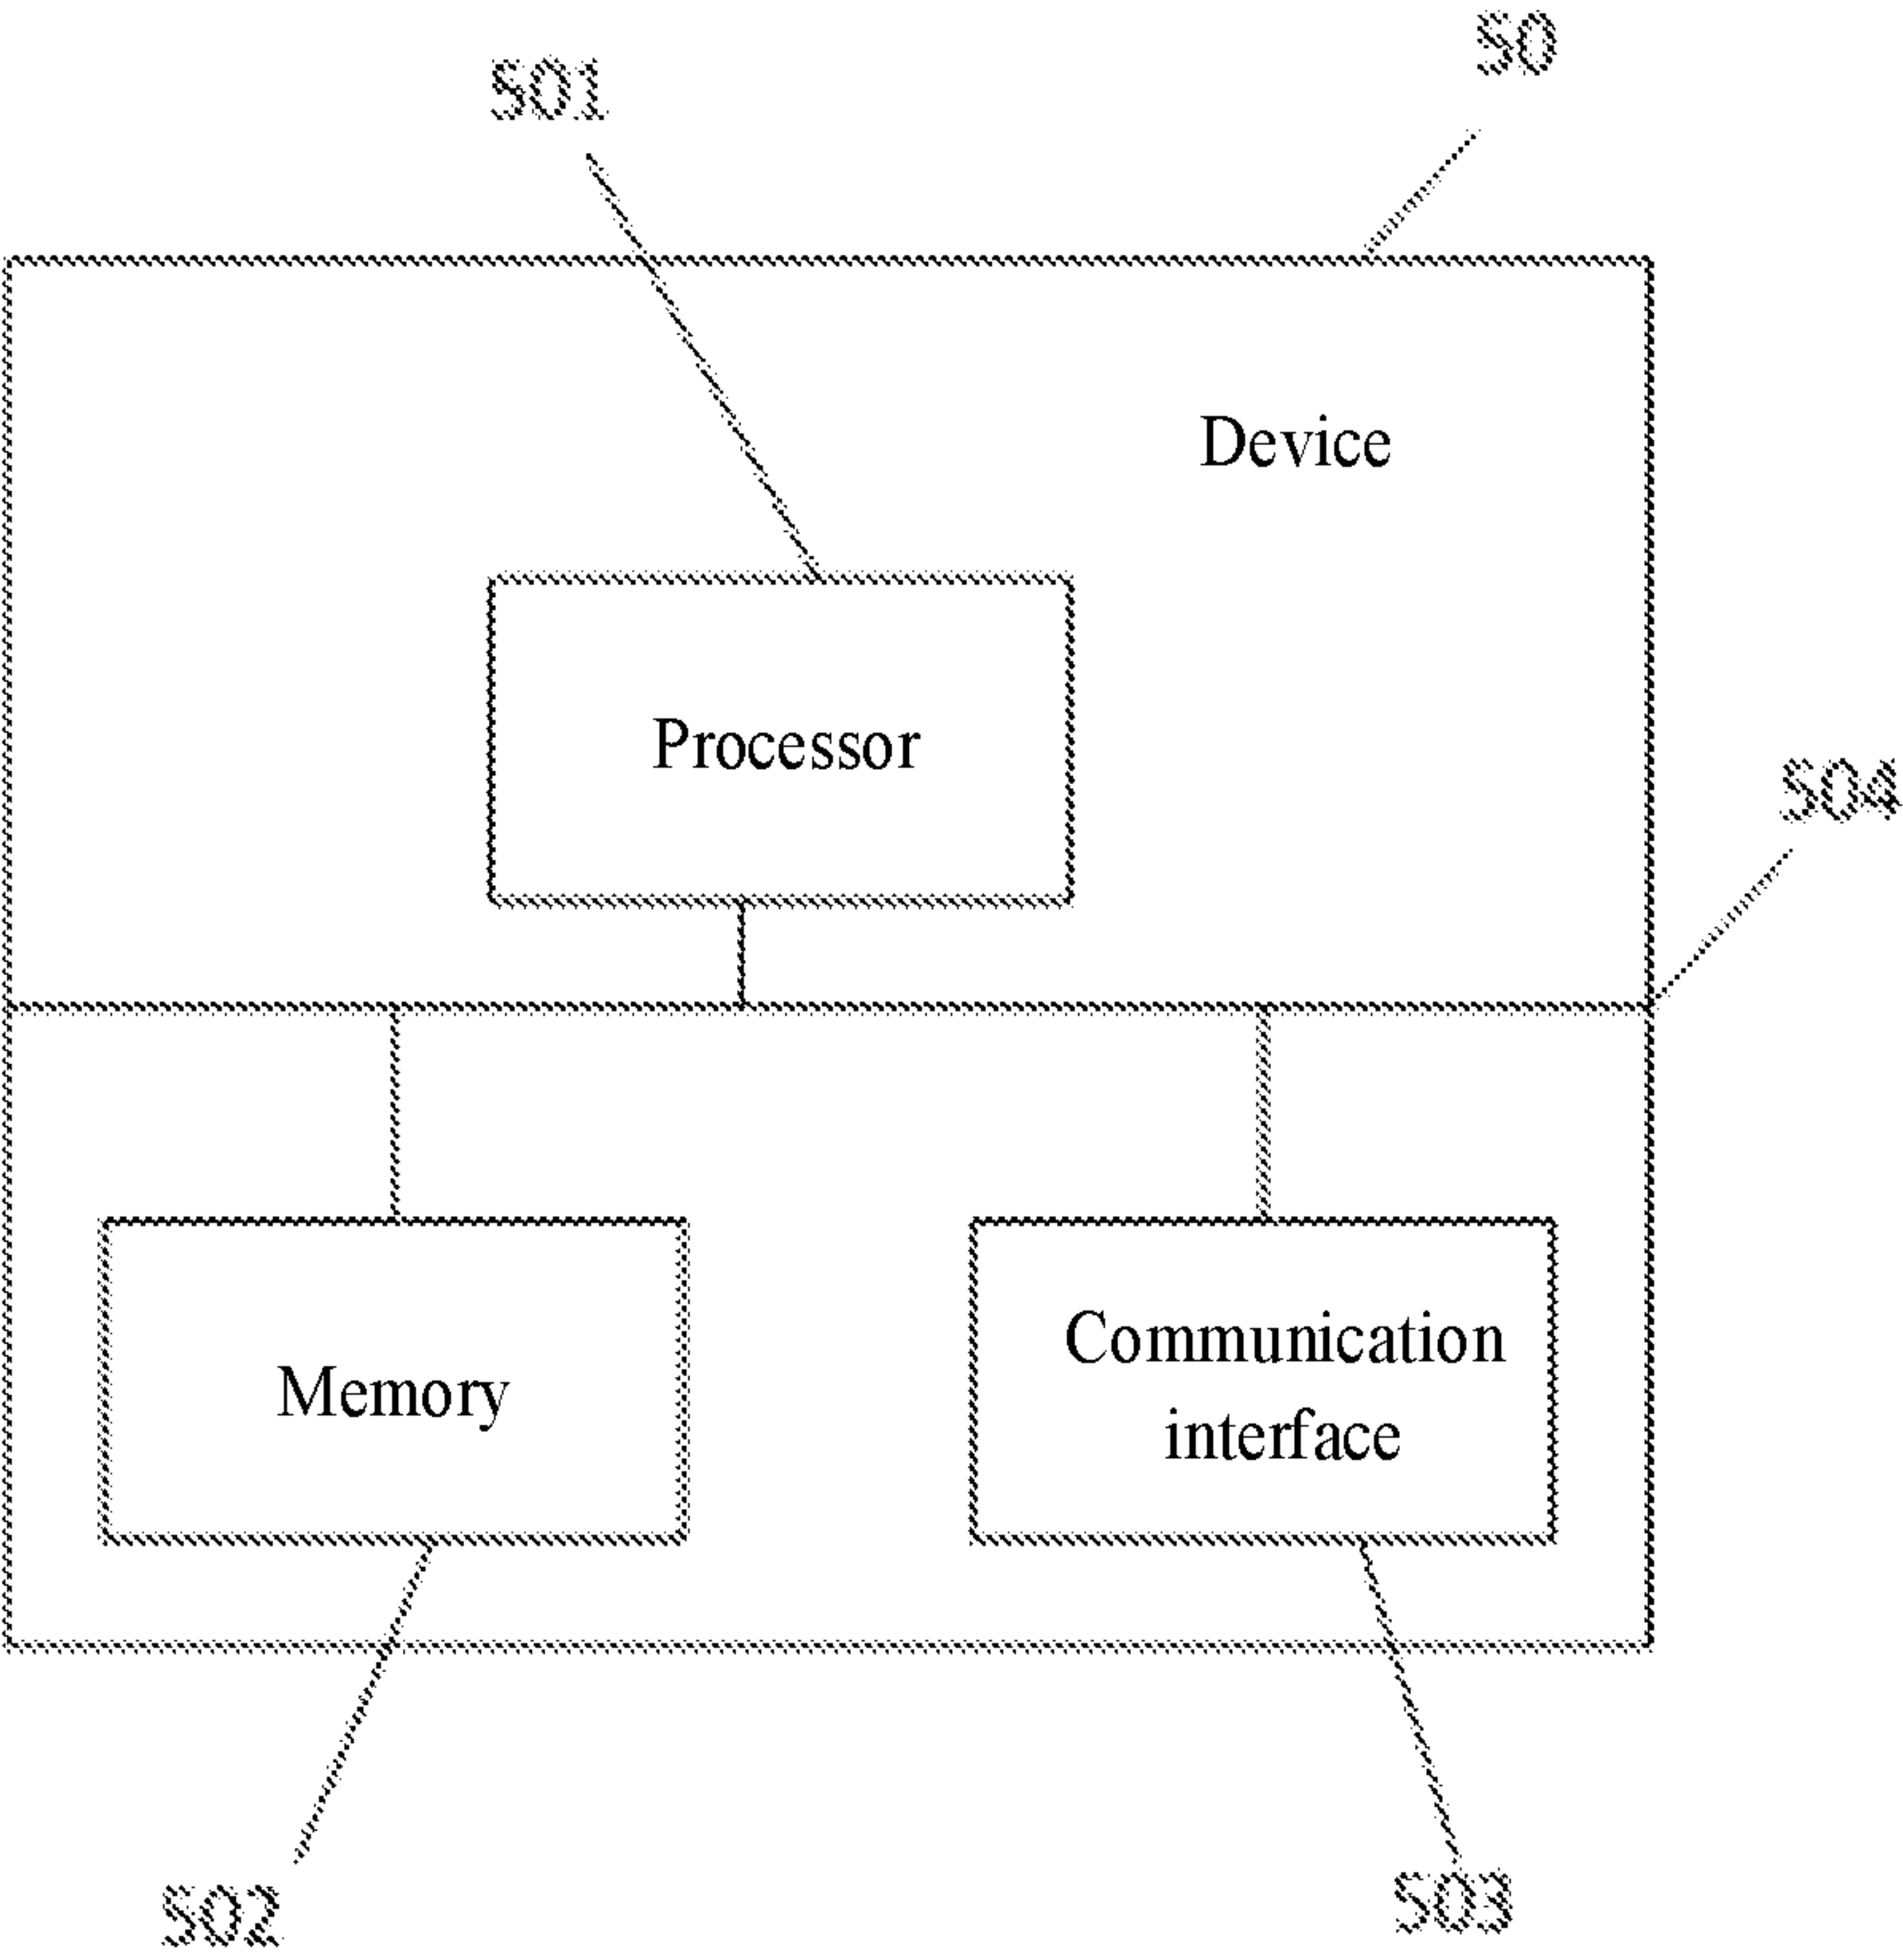 501
50
Device
Processor
504
Communication
interface
Memory
502
503